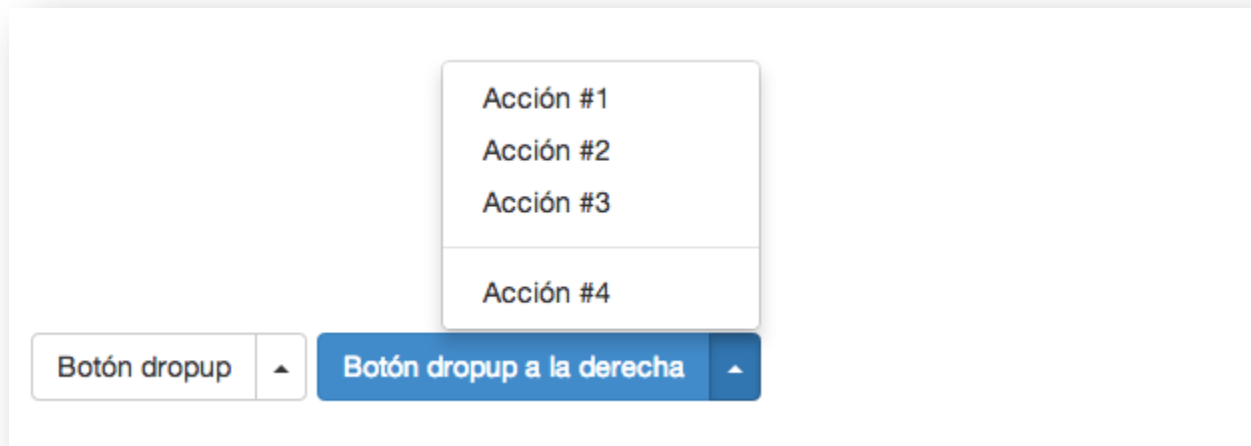 Acción #1
Acción #2
Acción #3
Acción #4
Botón dropup
Botón dropup a la derecha